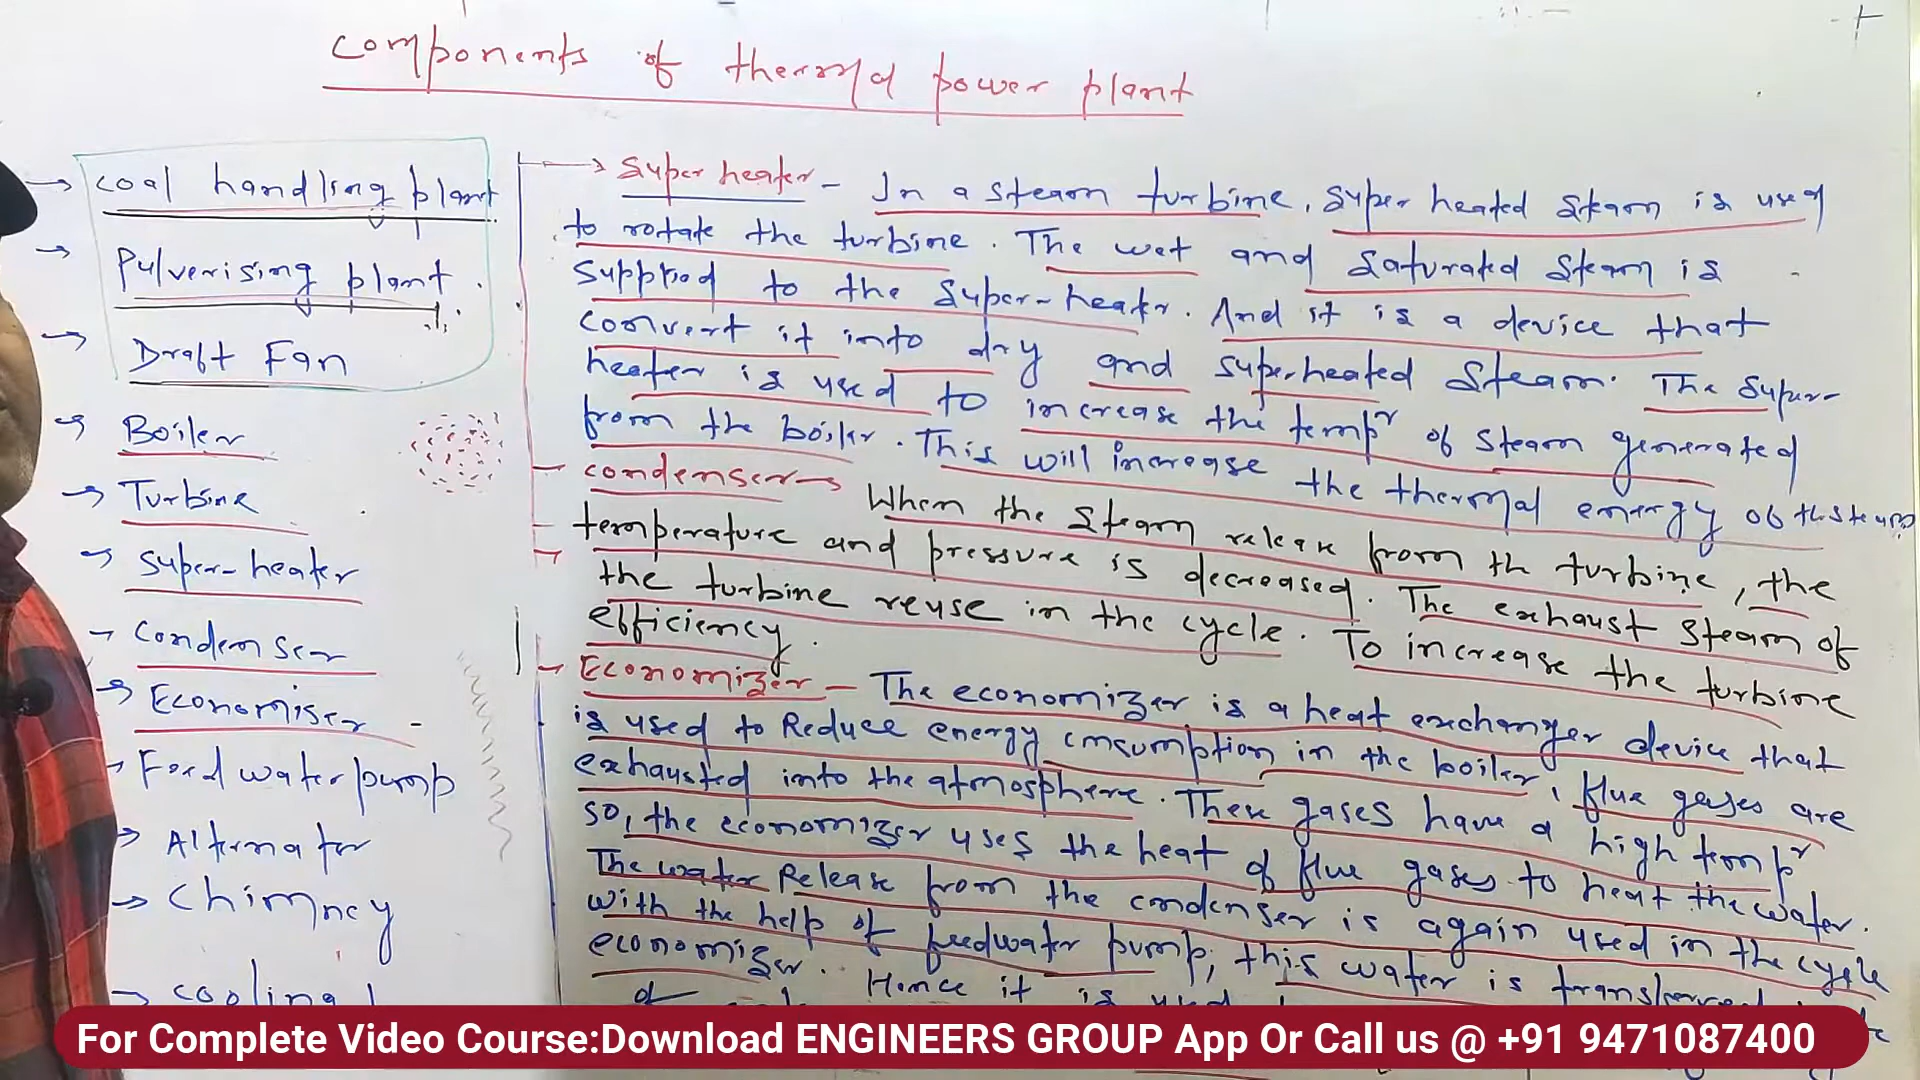 components of thermal power plant
→ coal handling plant
→ Pulverising plant.
→ Draft Fan
→ Boiler
→ Turbine
→ super-heater
→ condenser
→ Economiser -
→ Feed water pump
→ Alternator
→ Chimney
→ cooling
→ Super heater - In a steam turbine, super heated steam is used
to rotate the turbine. The wet and saturated steam is
supplied to the super-heater. And it is a device that
convert it into dry and superheated steam. The super-
heater is used to increase the tempr of steam generated
from the boiler. This will increase the thermal energy of the steam
condenser → When the steam release from the turbine, the
temperature and pressure is decreased. The exhaust steam of
the turbine reuse in the cycle. To increase the turbine
efficiency.
Economizer - The economizer is a heat exchanger device that
is used to Reduce energy consumption in the boiler, flue gases are
exhausted into the atmosphere. These gases have a high tempr
so, the economizer uses the heat of flue gases to heat the water.
The water Release from the condenser is again used in the cycle
with the help of feedwater pump, this water is transferred
economizer. Hence it is used
For Complete Video Course:Download ENGINEERS GROUP App Or Call us @ +91 9471087400